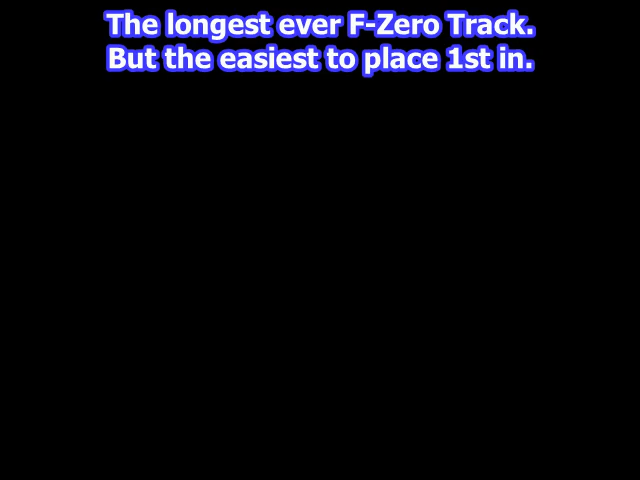 The longest ever F-Zero Track.
But the easiest to place 1st in.